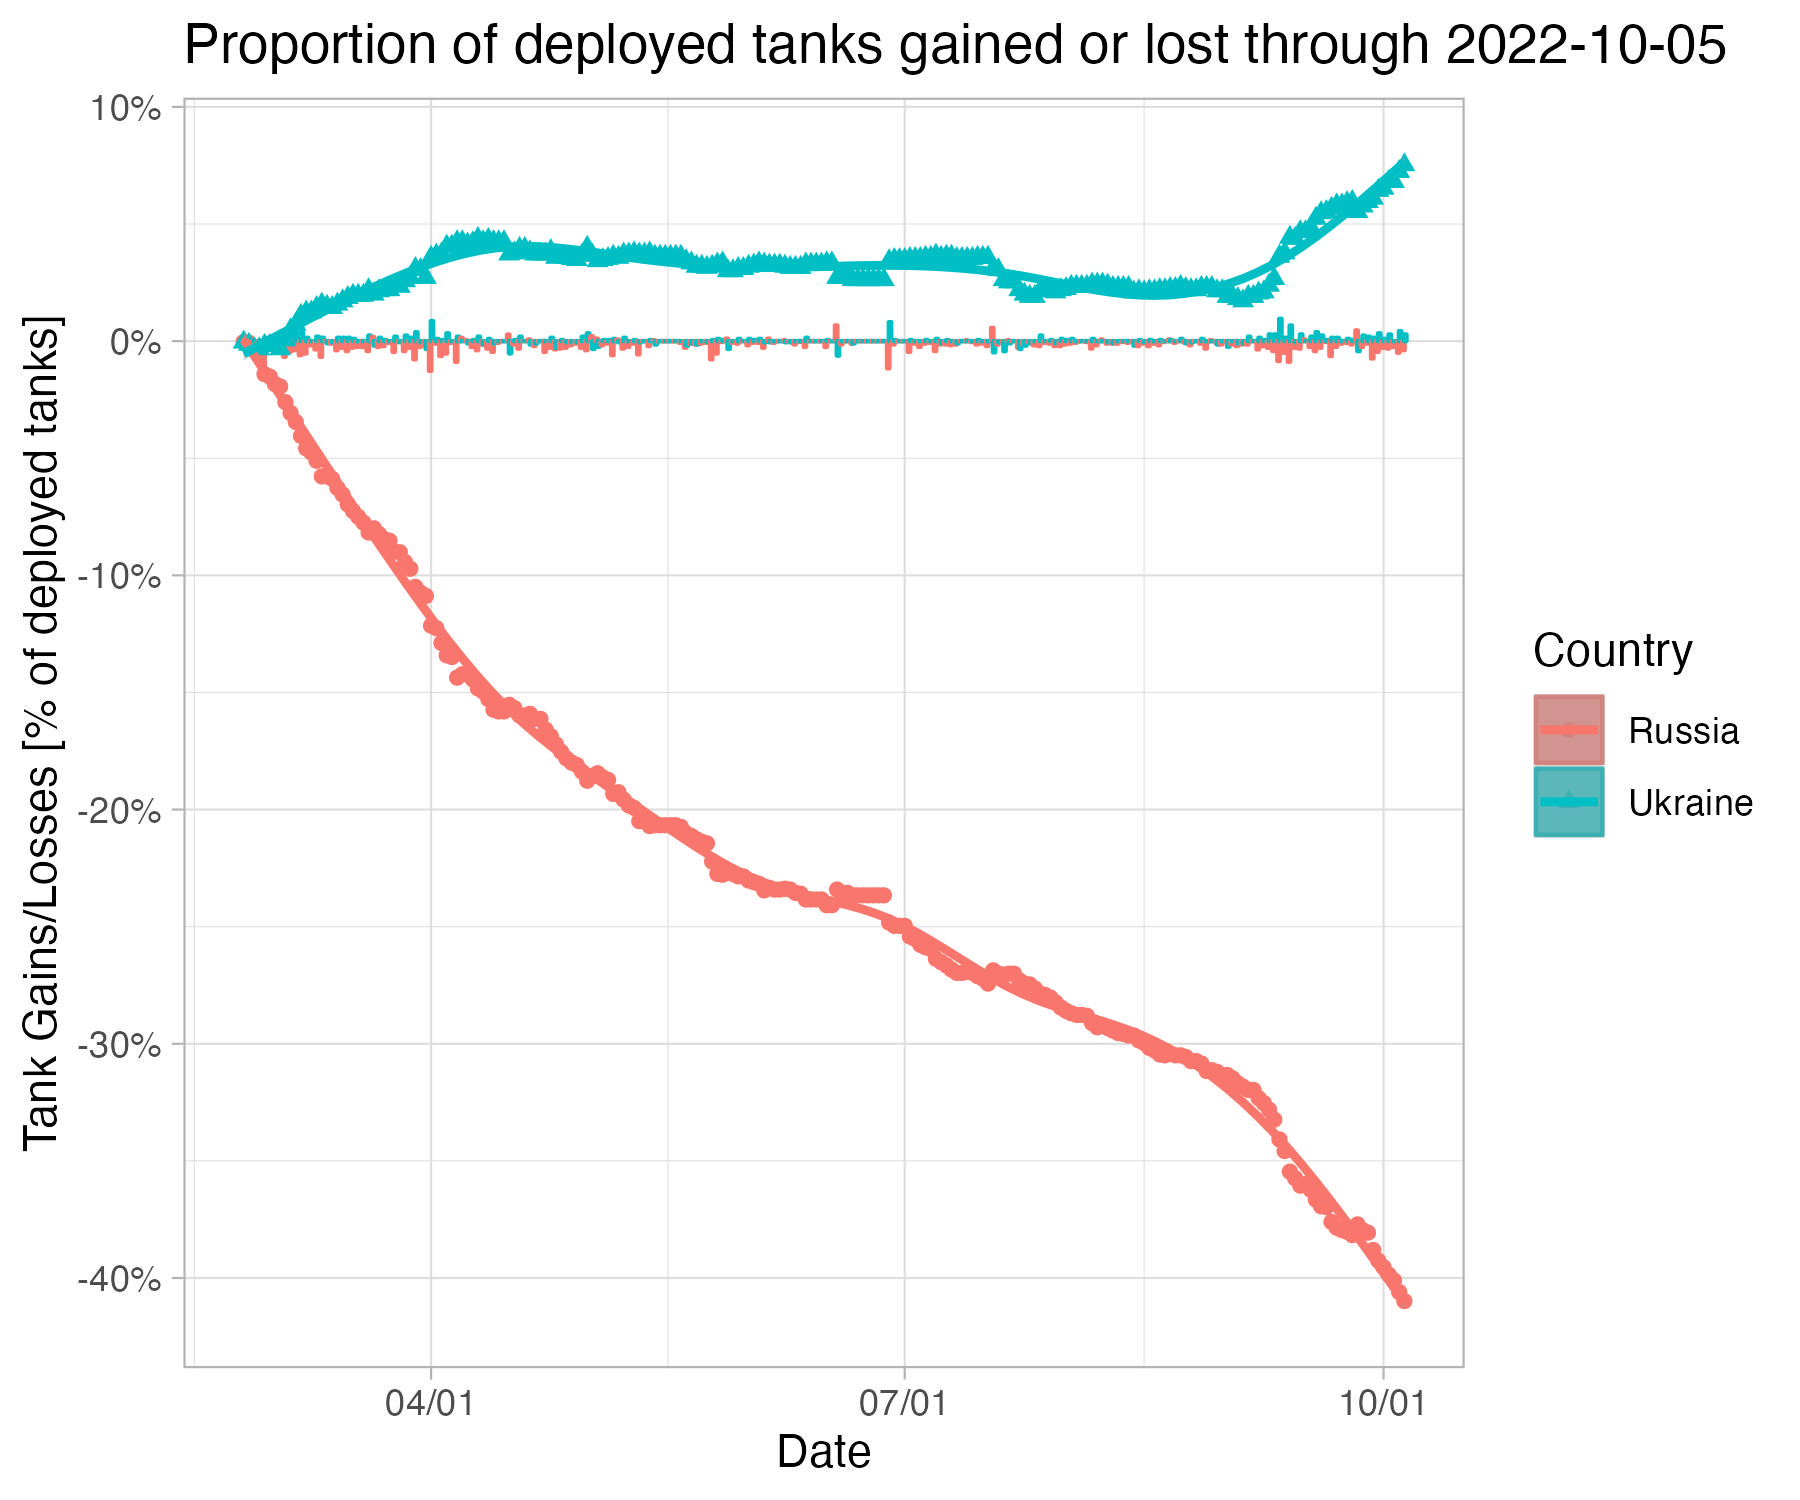 Proportion of deployed tanks gained or lost through 2022-10-05
Tank Gains/Losses [% of deployed tanks]
10%
0%
-10%
-20%
-30%
-40%
04/01
07/01
10/01
Date
Country
Russia
Ukraine